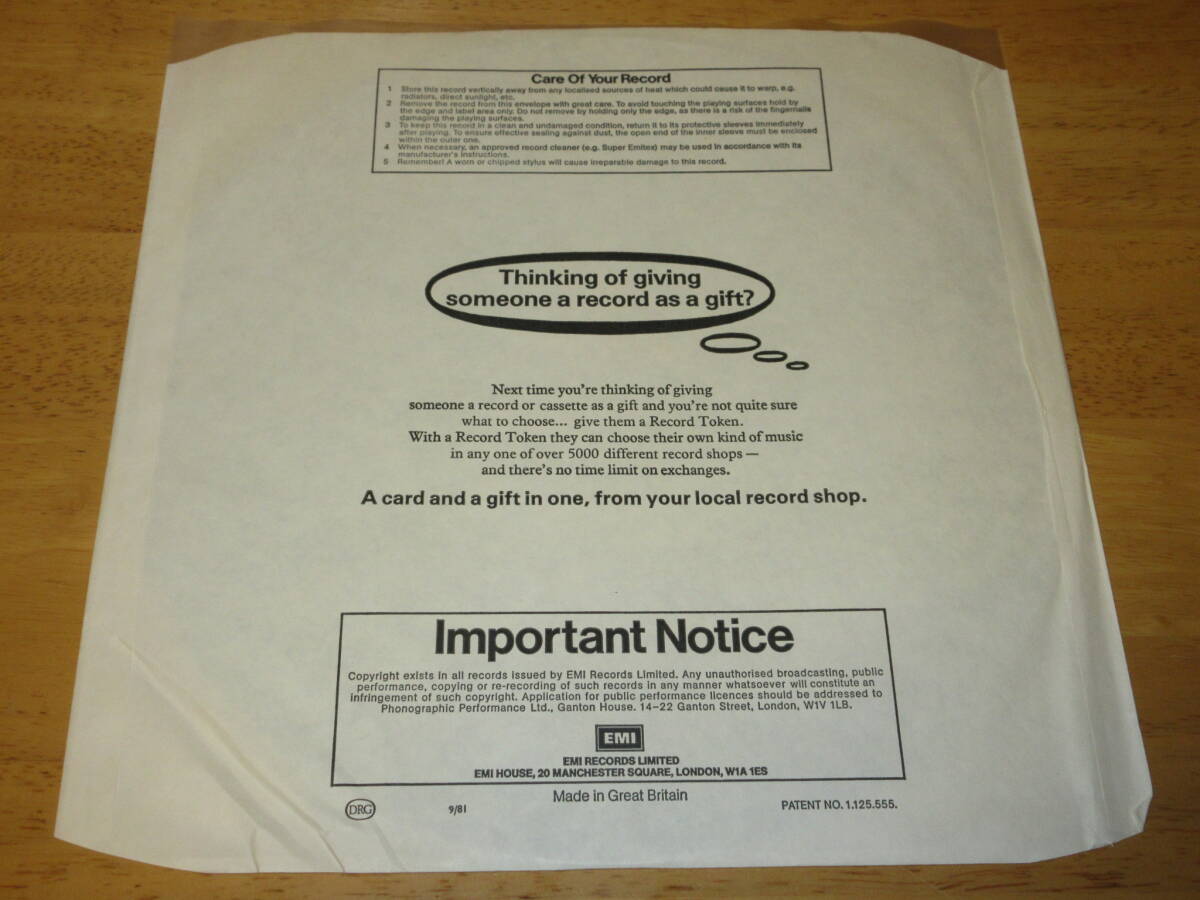 Care Of Your Record
1 Store this record vertically away from any localised sources of heat which could cause it to warp, e.g.
radiators, direct sunlight, etc.
2 Remove the record from this envelope with great care. To avoid touching the playing surfaces hold by
the edge and label area only. Do not remove by holding only the edge, as there is a risk of the fingernails
damaging the playing surfaces.
3 To keep this record in a clean and undamaged condition, return it to its protective sleeves immediately
after playing. To ensure effective sealing against dust, the open end of the inner sleeve must be enclosed
within the outer one.
4 When necessary, an approved record cleaner (e.g. Super Emitex) may be used in accordance with its
manufacturer's instructions.
5 Remember! A worn or chipped stylus will cause irreparable damage to this record.
Thinking of giving
someone a record as a gift?
Next time you're thinking of giving
someone a record or cassette as a gift and you're not quite sure
what to choose... give them a Record Token.
With a Record Token they can choose their own kind of music
in any one of over 5000 different record shops —
and there's no time limit on exchanges.
A card and a gift in one, from your local record shop.
Important Notice
Copyright exists in all records issued by EMI Records Limited. Any unauthorised broadcasting, public
performance, copying or re-recording of such records in any manner whatsoever will constitute an
infringement of such copyright. Application for public performance licences should be addressed to
Phonographic Performance Ltd., Ganton House. 14–22 Ganton Street, London, W1V 1LB.
EMI
EMI RECORDS LIMITED
EMI HOUSE, 20 MANCHESTER SQUARE, LONDON, W1A 1ES
DRG 9/81 Made in Great Britain PATENT NO. 1.125.555.